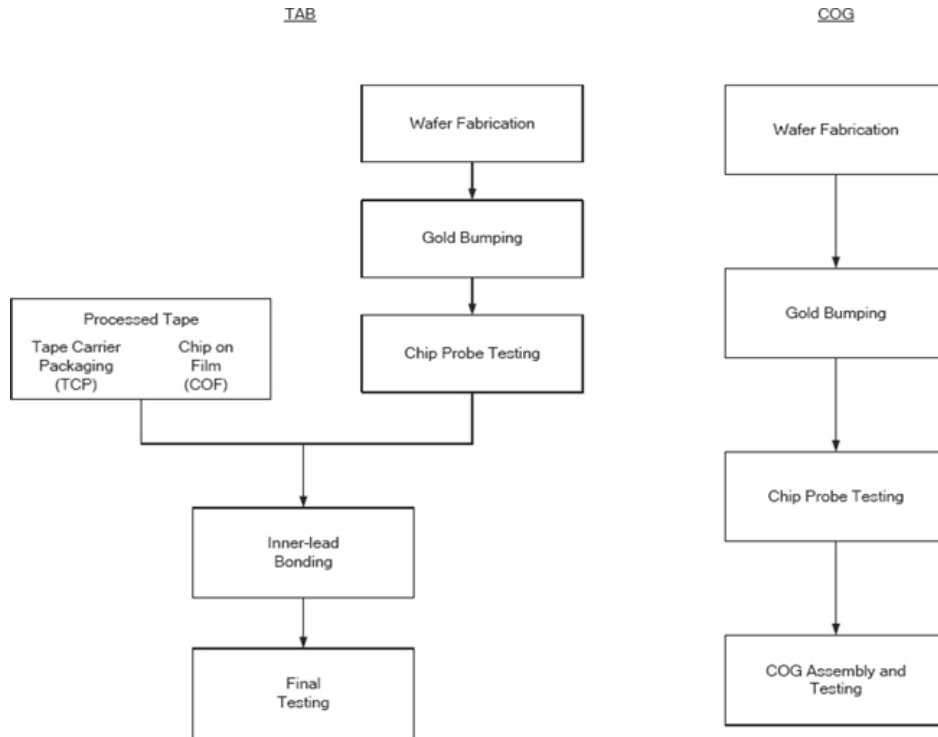 TAB
Wafer Fabrication
Gold Bumping
Processed Tape
Tape Carrier
Packaging
(TCP)
Chip on
Film
(COF)
Chip Probe Testing
Inner-lead
Bonding
Final
Testing
COG
Wafer Fabrication
Gold Bumping
Chip Probe Testing
COG Assembly and
Testing